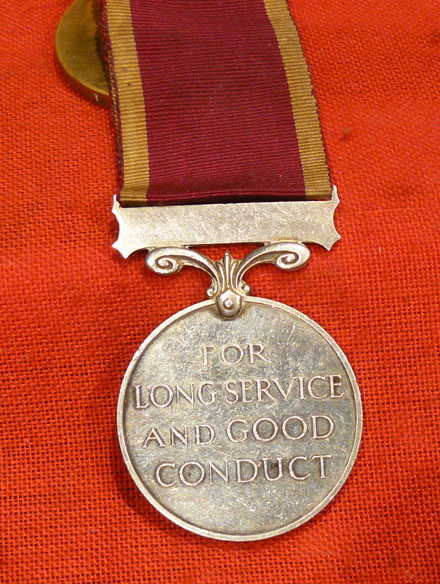 FOR
LONG SERVICE
AND GOOD
CONDUCT